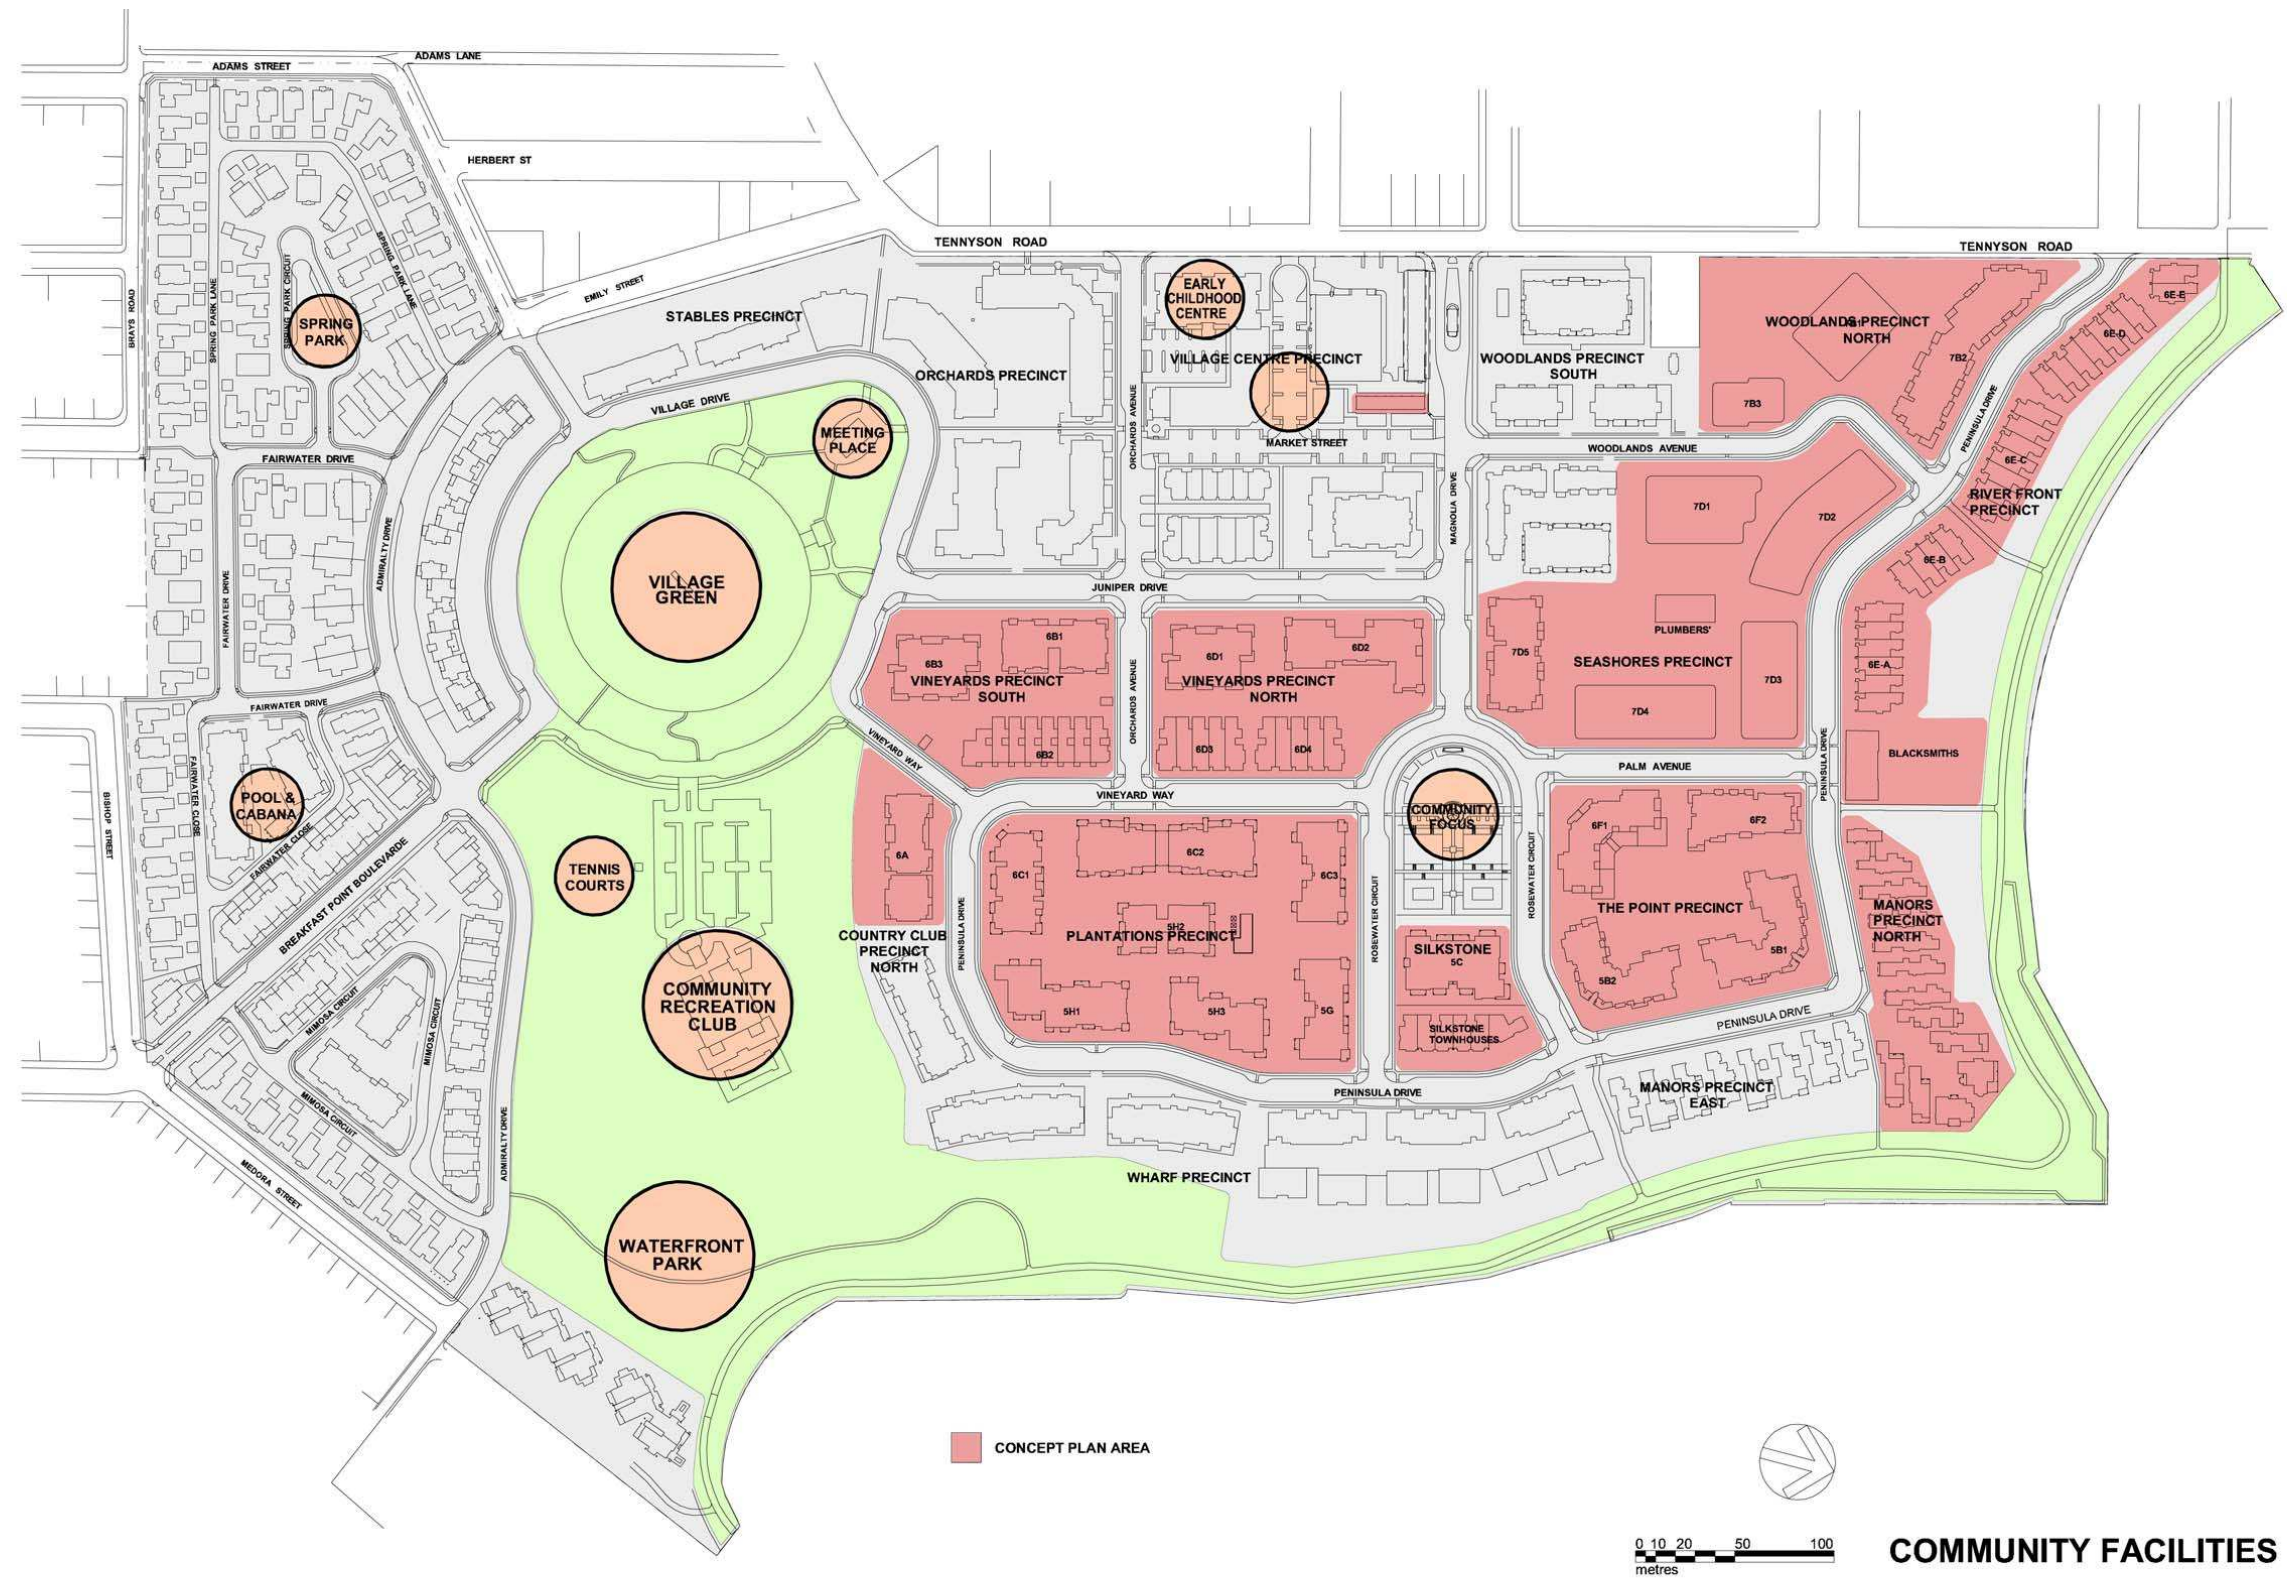 ADAMS LANE
ADAMS STREET
HERBERT ST
TENNYSON ROAD
TENNYSON ROAD
BRAYS ROAD
SPRING PARK LANE
SPRING PARK CIRCUIT
SPRING PARK LANE
SPRING
PARK
EMILY STREET
STABLES PRECINCT
VILLAGE DRIVE
ORCHARDS PRECINCT
ORCHARDS AVENUE
EARLY
CHILDHOOD
CENTRE
VILLAGE CENTRE PRECINCT
MARKET STREET
WOODLANDS PRECINCT
SOUTH
WOODLANDS PRECINCT
NORTH
7B2
7B3
6E-E
6E-D
6E-C
PENINSULA DRIVE
WOODLANDS AVENUE
RIVER FRONT
PRECINCT
6E-B
6E-A
MEETING
PLACE
FAIRWATER DRIVE
ADMIRALTY DRIVE
FAIRWATER DRIVE
VILLAGE
GREEN
MAGNOLIA DRIVE
7D1
7D2
JUNIPER DRIVE
6B1
6B3
VINEYARDS PRECINCT
SOUTH
6B2
ORCHARDS AVENUE
6D1
6D2
VINEYARDS PRECINCT
NORTH
6D3
6D4
7D5
PLUMBERS'
SEASHORES PRECINCT
7D3
7D4
FAIRWATER DRIVE
VINEYARD WAY
VINEYARD WAY
PALM AVENUE
PENINSULA DRIVE
BLACKSMITHS
BISHOP STREET
FAIRWATER CLOSE
POOL &
CABANA
FAIRWATER CLOSE
BREAKFAST POINT BOULEVARDE
TENNIS
COURTS
6A
6C1
6C2
6C3
COMMUNITY
FOCUS
ROSEWATER CIRCUIT
ROSEWATER CIRCUIT
6F1
6F2
THE POINT PRECINCT
5B1
5B2
MANORS
PRECINCT
NORTH
COUNTRY CLUB
PRECINCT
NORTH
PENINSULA DRIVE
5H2
PLANTATIONS PRECINCT
5H1
5H3
5G
SILKSTONE
5C
SILKSTONE
TOWNHOUSES
PENINSULA DRIVE
COMMUNITY
RECREATION
CLUB
MIMOSA CIRCUIT
MIMOSA CIRCUIT
MIMOSA CIRCUIT
MEDORA STREET
ADMIRALTY DRIVE
PENINSULA DRIVE
MANORS PRECINCT
EAST
WHARF PRECINCT
WATERFRONT
PARK
CONCEPT PLAN AREA
0 10 20 50 100
metres
COMMUNITY FACILITIES